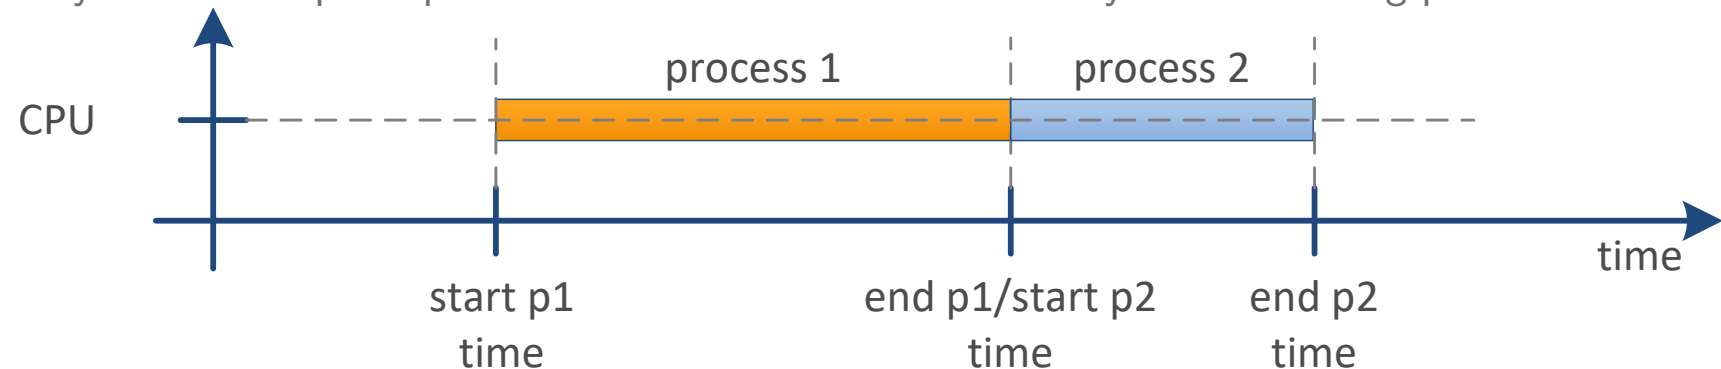 process 1
process 2
CPU
time
start p1
time
end p1/start p2
time
end p2
time